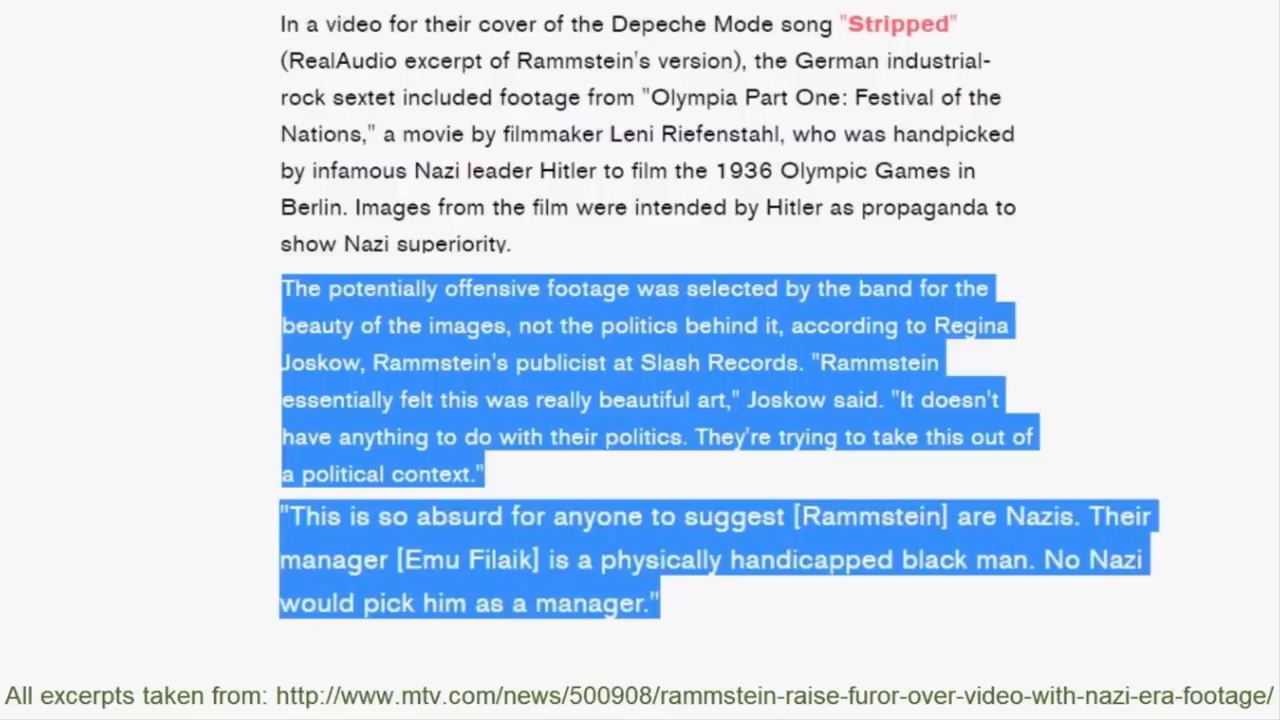 In a video for their cover of the Depeche Mode song "Stripped"
(RealAudio excerpt of Rammstein's version), the German industrial-
rock sextet included footage from "Olympia Part One: Festival of the
Nations," a movie by filmmaker Leni Riefenstahl, who was handpicked
by infamous Nazi leader Hitler to film the 1936 Olympic Games in
Berlin. Images from the film were intended by Hitler as propaganda to
show Nazi superiority.
The potentially offensive footage was selected by the band for the
beauty of the images, not the politics behind it, according to Regina
Joskow, Rammstein's publicist at Slash Records. "Rammstein
essentially felt this was really beautiful art," Joskow said. "It doesn't
have anything to do with their politics. They're trying to take this out of
a political context."
"This is so absurd for anyone to suggest [Rammstein] are Nazis. Their
manager [Emu Filaik] is a physically handicapped black man. No Nazi
would pick him as a manager."
All excerpts taken from: http://www.mtv.com/news/500908/rammstein-raise-furor-over-video-with-nazi-era-footage/